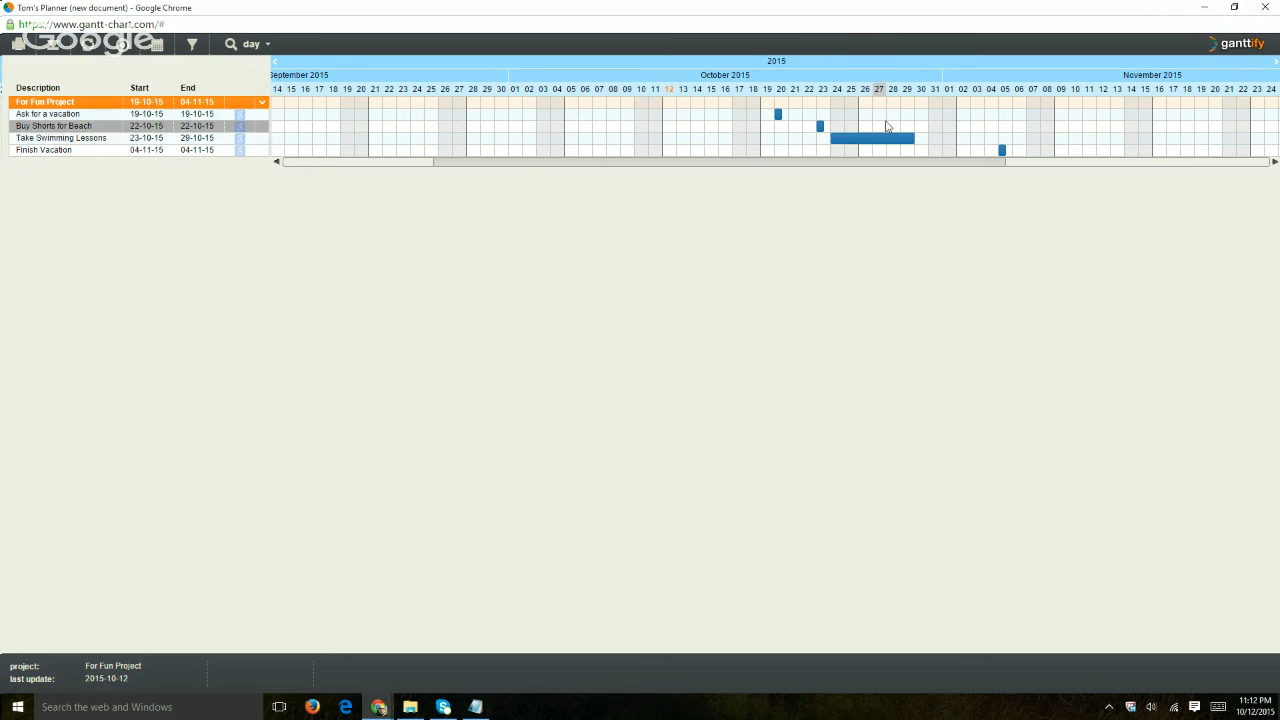 Tom's Planner (new document) - Google Chrome
https://www.gantt-chart.com/#
Google
day
ganttify
2015
September 2015 October 2015 November 2015
Description Start End
14 15 16 17 18 19 20 21 22 23 24 25 26 27 28 29 30 01 02 03 04 05 06 07 08 09 10 11 12 13 14 15 16 17 18 19 20 21 22 23 24 25 26 27 28 29 30 31 01 02 03 04 05 06 07 08 09 10 11 12 13 14 15 16 17 18 19 20 21 22 23 24
For Fun Project 19-10-15 04-11-15
Ask for a vacation 19-10-15 19-10-15
Buy Shorts for Beach 22-10-15 22-10-15
Take Swimming Lessons 23-10-15 29-10-15
Finish Vacation 04-11-15 04-11-15
project: For Fun Project
last update: 2015-10-12
Search the web and Windows
11:12 PM
10/12/2015